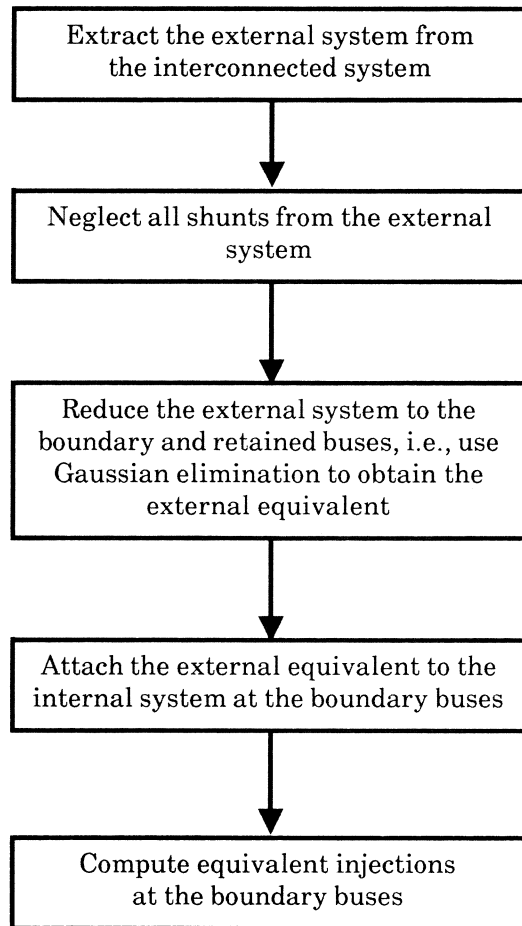 Extract the external system from
the interconnected system
Neglect all shunts from the external
system
Reduce the external system to the
boundary and retained buses, i.e., use
Gaussian elimination to obtain the
external equivalent
Attach the external equivalent to the
internal system at the boundary buses
Compute equivalent injections
at the boundary buses